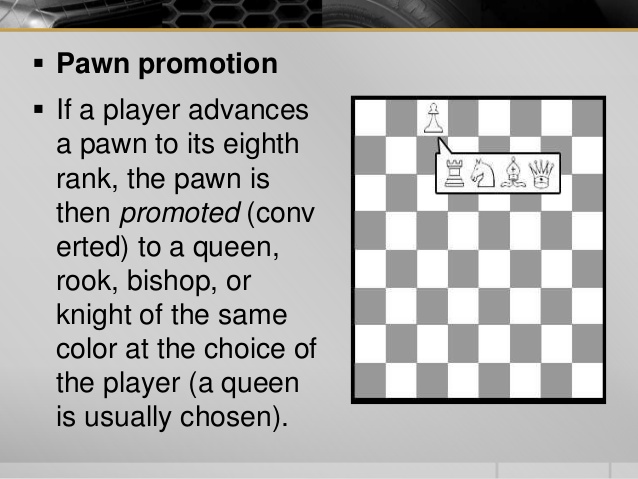 ▪ Pawn promotion
▪ If a player advances
a pawn to its eighth
rank, the pawn is
then promoted (conv
erted) to a queen,
rook, bishop, or
knight of the same
color at the choice of
the player (a queen
is usually chosen).